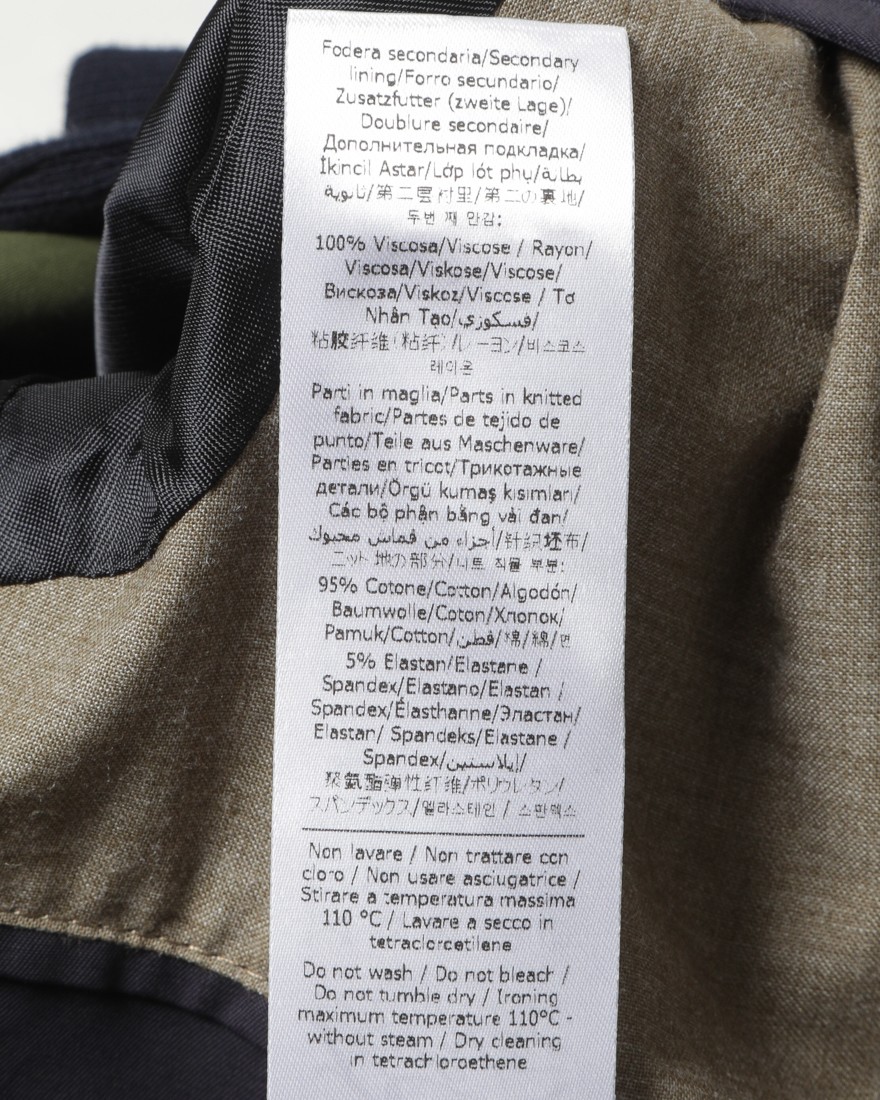 Fodera secondaria/Secondary
lining/Forro secundario/
Zusatzfutter (zweite Lage)/
Doublure secondaire/
Дополнительная подкладка/
İkincil Astar/Lớp lót phụ/بطانة
ثانوية/第二层衬里/第二の裏地/
두번 째 안감:
100% Viscosa/Viscose / Rayon/
Viscosa/Viskose/Viscose/
Вискоза/Viskoz/Viscose / Tơ
Nhân Tạo/فسكوزي/
粘胶纤维(粘纤)/レーヨン/비스코스
레이온
Parti in maglia/Parts in knitted
fabric/Partes de tejido de
punto/Teile aus Maschenware/
Parties en tricot/Трикотажные
детали/Örgü kumaş kısımları/
Các bộ phận bằng vải đan/
أجزاء من قماش محبوك/针织坯布/
ニット地の部分/니트 직물 부분:
95% Cotone/Cotton/Algodón/
Baumwolle/Coton/Хлопок/
Pamuk/Cotton/قطن/棉/綿/면
5% Elastan/Elastane /
Spandex/Elastano/Elastan /
Spandex/Élasthanne/Эластан/
Elastan/ Spandeks/Elastane /
Spandex/إيلاستين/
聚氨酯弹性纤维/ポリウレタン/
スパンデックス/엘라스테인 / 스판덱스
Non lavare / Non trattare con
cloro / Non usare asciugatrice /
Stirare a temperatura massima
110 °C / Lavare a secco in
tetracloroetilene
Do not wash / Do not bleach /
Do not tumble dry / Ironing
maximum temperature 110°C -
without steam / Dry cleaning
in tetrachloroethene